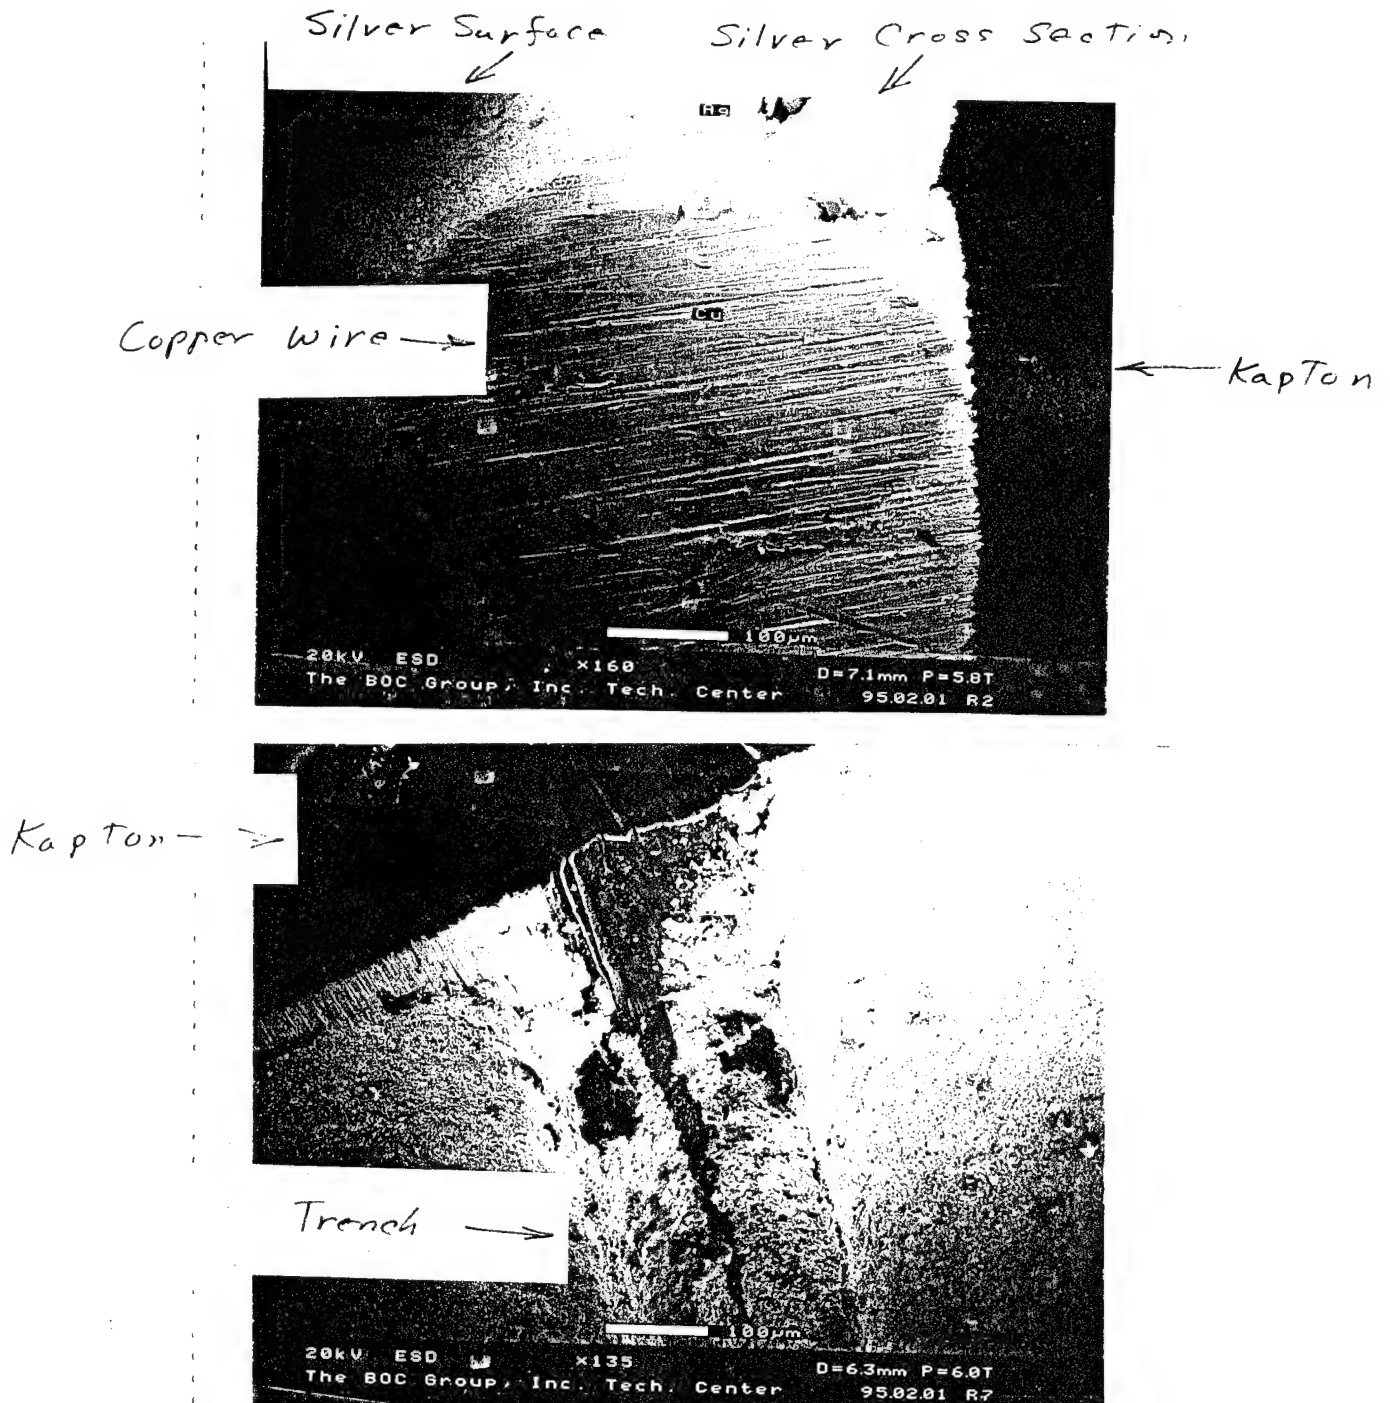 Silver Surface    Silver Cross Section
Ag
Cu
Copper Wire
Kapton
100µm
20kV ESD    ×160    D=7.1mm P=5.8T
The BOC Group, Inc. Tech. Center    95.02.01 R2
Kapton
Trench
100µm
20kV ESD    ×135    D=6.3mm P=6.0T
The BOC Group, Inc. Tech. Center    95.02.01 R7